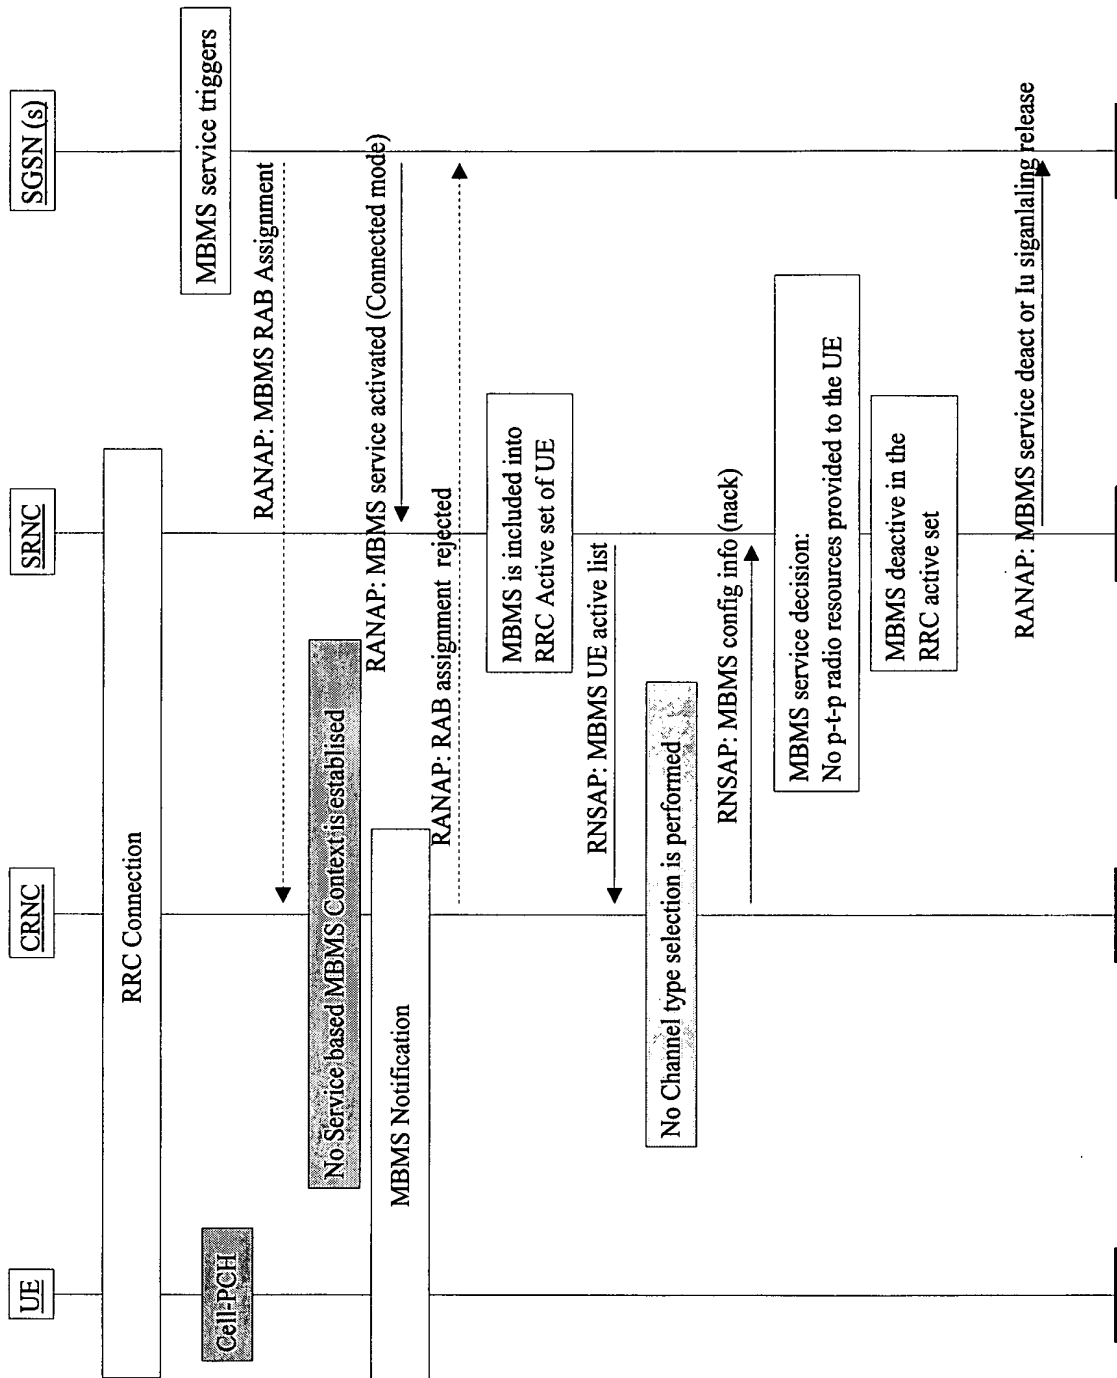 UE
CRNC
SRNC
SGSN (s)
RRC Connection
MBMS service triggers
Cell-PCH
RANAP: MBMS RAB Assignment
No Service based MBMS Context is establised
MBMS Notification
RANAP: MBMS service activated (Connected mode)
RANAP: RAB assignment rejected
MBMS is included into
RRC Active set of UE
RNSAP: MBMS UE active list
No Channel type selection is performed
RNSAP: MBMS config info (nack)
MBMS service decision:
No p-t-p radio resources provided to the UE
MBMS deactive in the
RRC active set
RANAP: MBMS service deact or Iu siganlaling release